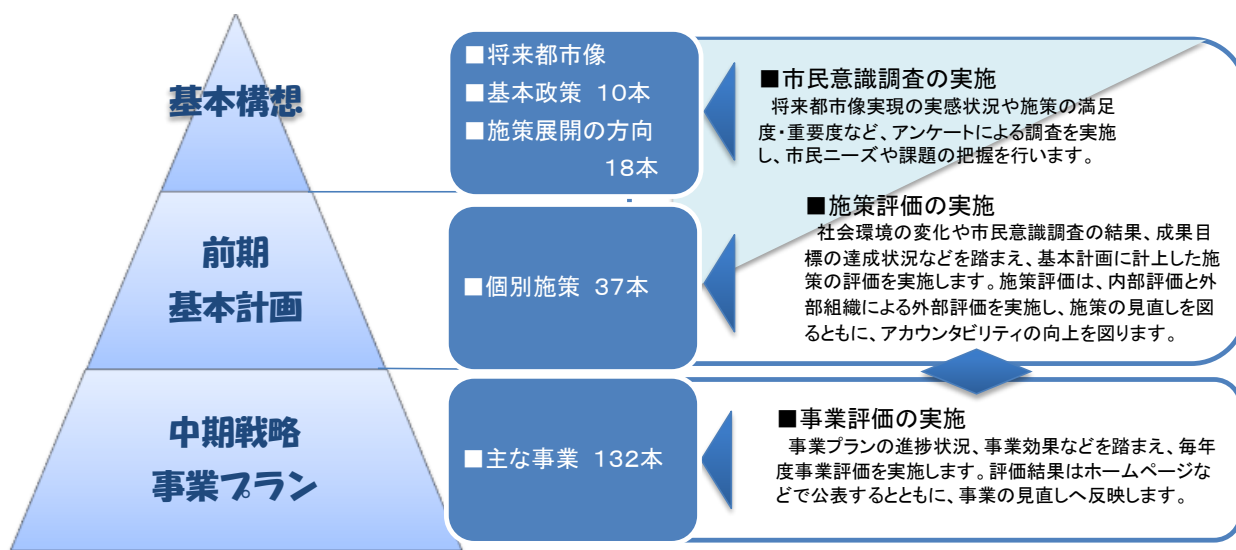 基本構想
■将来都市像
■基本政策 10本
■施策展開の方向
18本
■市民意識調査の実施
将来都市像実現の実感状況や施策の満足
度・重要度など、アンケートによる調査を実施
し、市民ニーズや課題の把握を行います。
前期
基本計画
■個別施策 37本
■施策評価の実施
社会環境の変化や市民意識調査の結果、成果目
標の達成状況などを踏まえ、基本計画に計上した施
策の評価を実施します。施策評価は、内部評価と外
部組織による外部評価を実施し、施策の見直しを図
るともに、アカウンタビリティの向上を図ります。
中期戦略
事業プラン
■主な事業 132本
■事業評価の実施
事業プランの進捗状況、事業効果などを踏まえ、毎年
度事業評価を実施します。評価結果はホームページな
どで公表するとともに、事業の見直しへ反映します。